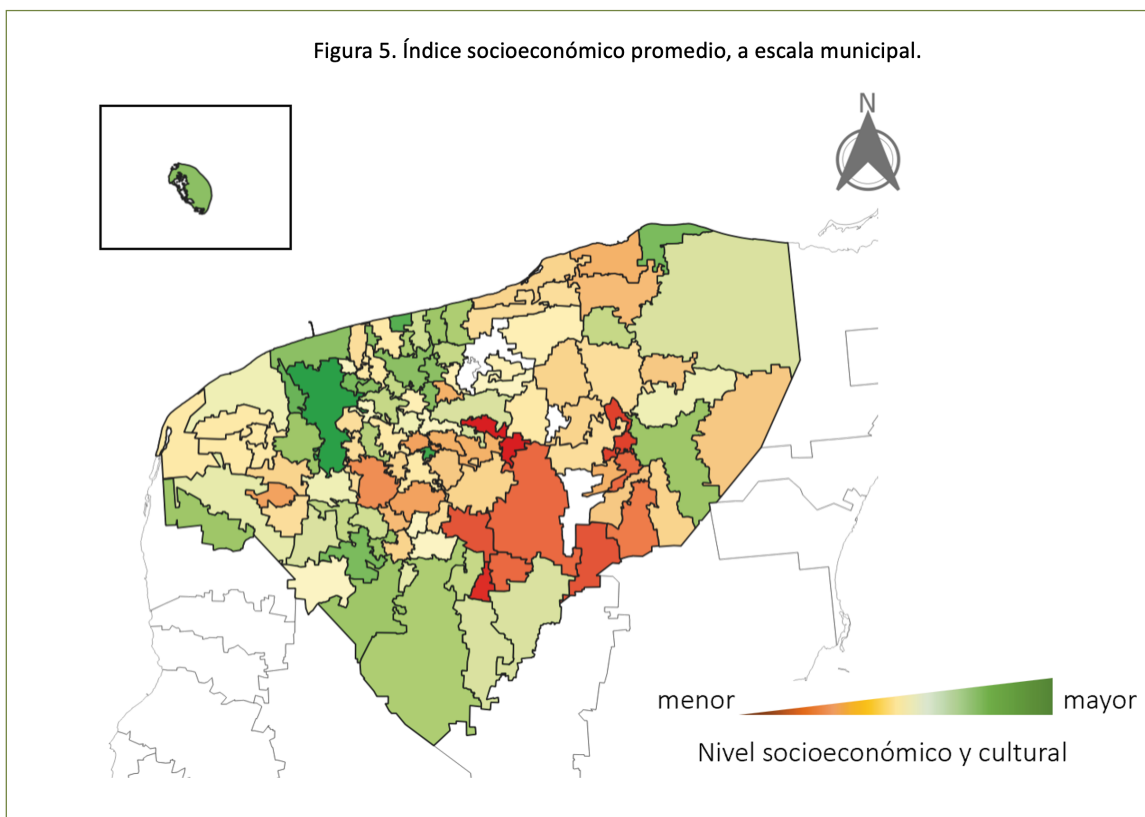 Figura 5. Índice socioeconómico promedio, a escala municipal.
N
menor
mayor
Nivel socioeconómico y cultural